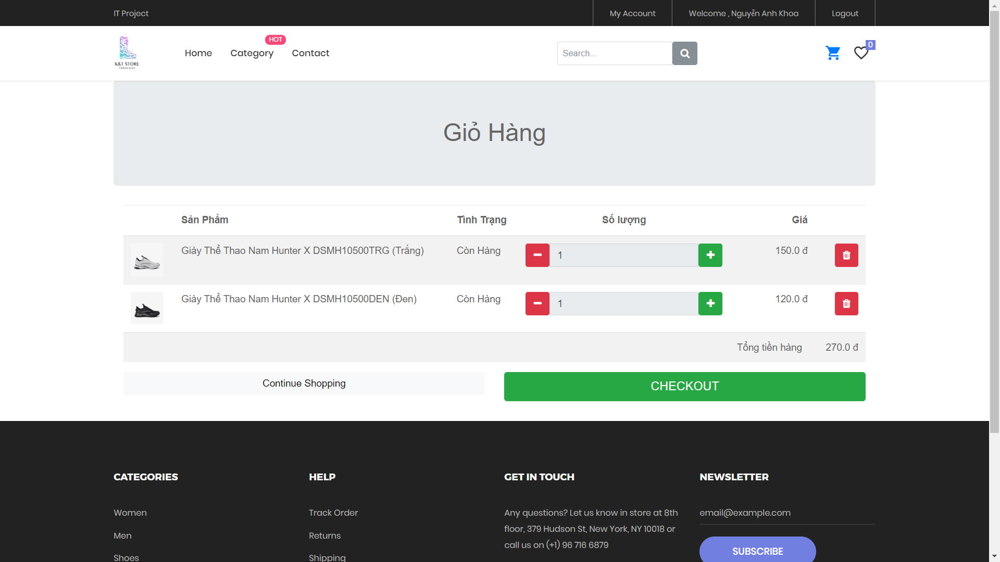 IT Project
My Account
Welcome , Nguyễn Anh Khoa
Logout
K&T STORE
Fashion Store
Home
Category
HOT
Contact
Search...
0
Giỏ Hàng
Sản Phẩm Tình Trạng Số lượng Giá
Giày Thể Thao Nam Hunter X DSMH10500TRG (Trắng) Còn Hàng 1 150.0 đ
Giày Thể Thao Nam Hunter X DSMH10500DEN (Đen) Còn Hàng 1 120.0 đ
Tổng tiền hàng 270.0 đ
Continue Shopping
CHECKOUT
CATEGORIES
Women
Men
Shoes
HELP
Track Order
Returns
Shipping
GET IN TOUCH
Any questions? Let us know in store at 8th
floor, 379 Hudson St, New York, NY 10018 or
call us on (+1) 96 716 6879
NEWSLETTER
email@example.com
SUBSCRIBE